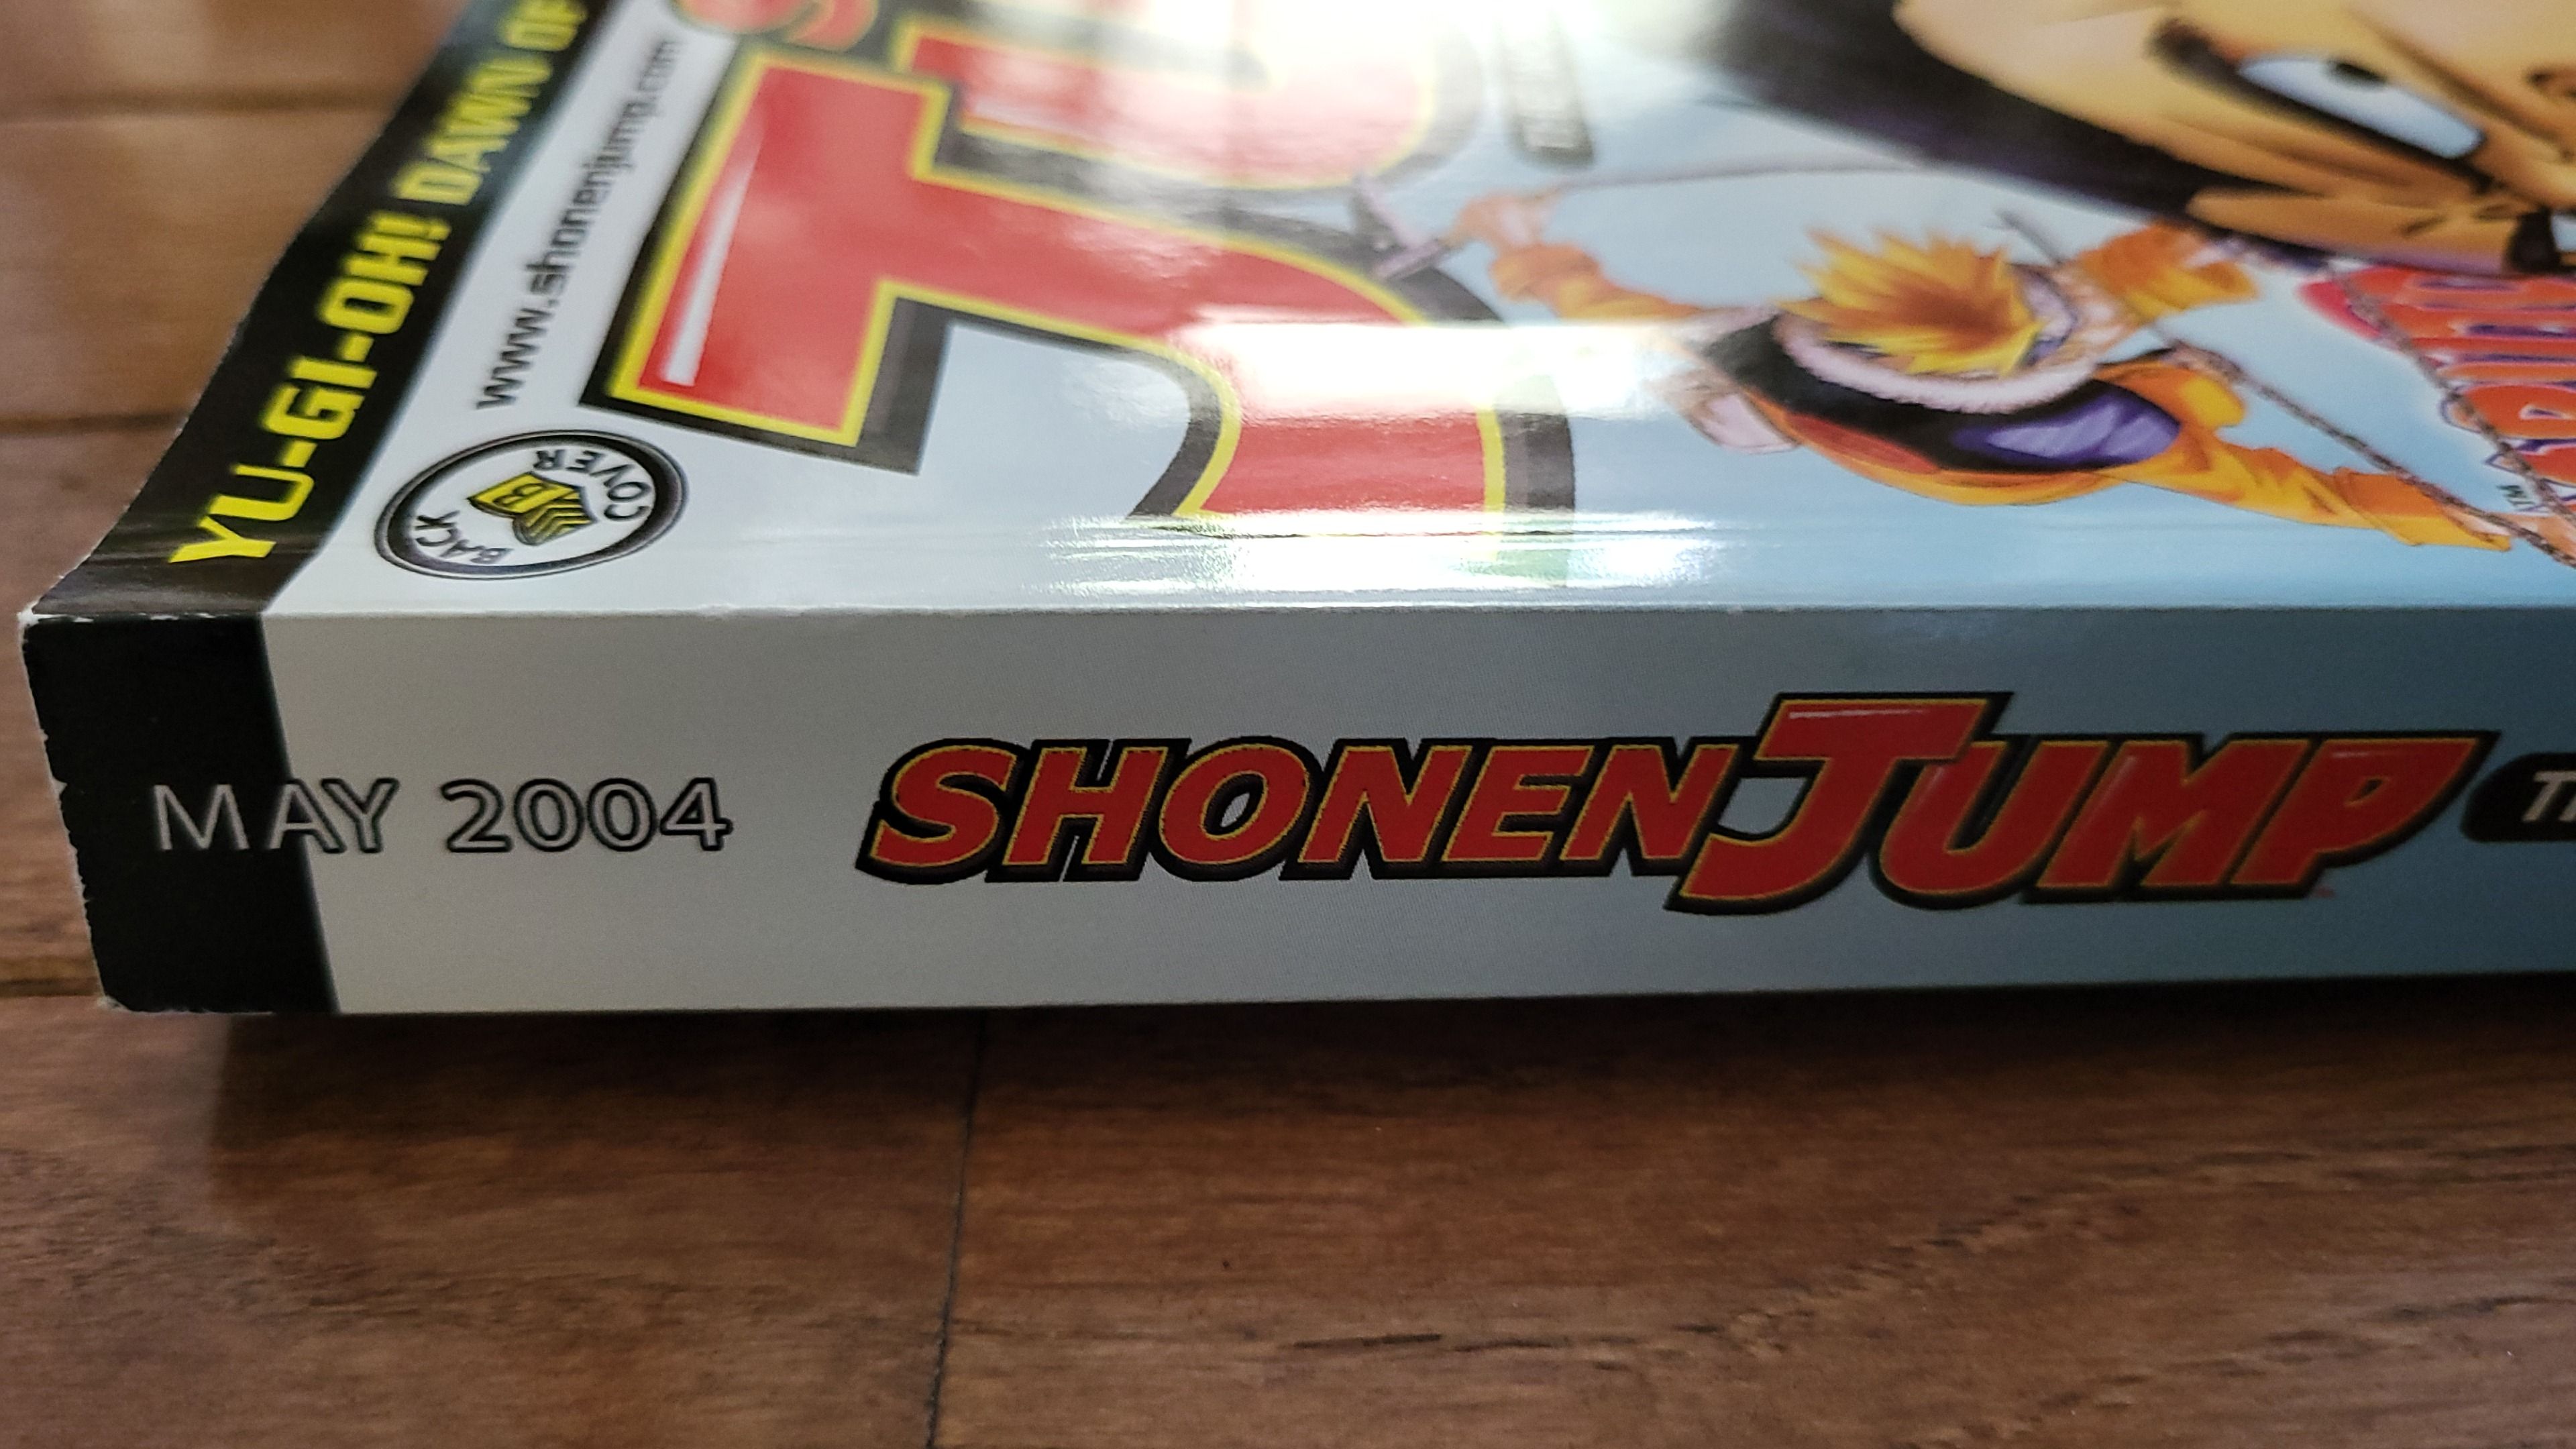 YU-GI-OH! DAWN OF
www.shonenjump.com
BACK COVER
MAY 2004
SHONEN JUMP